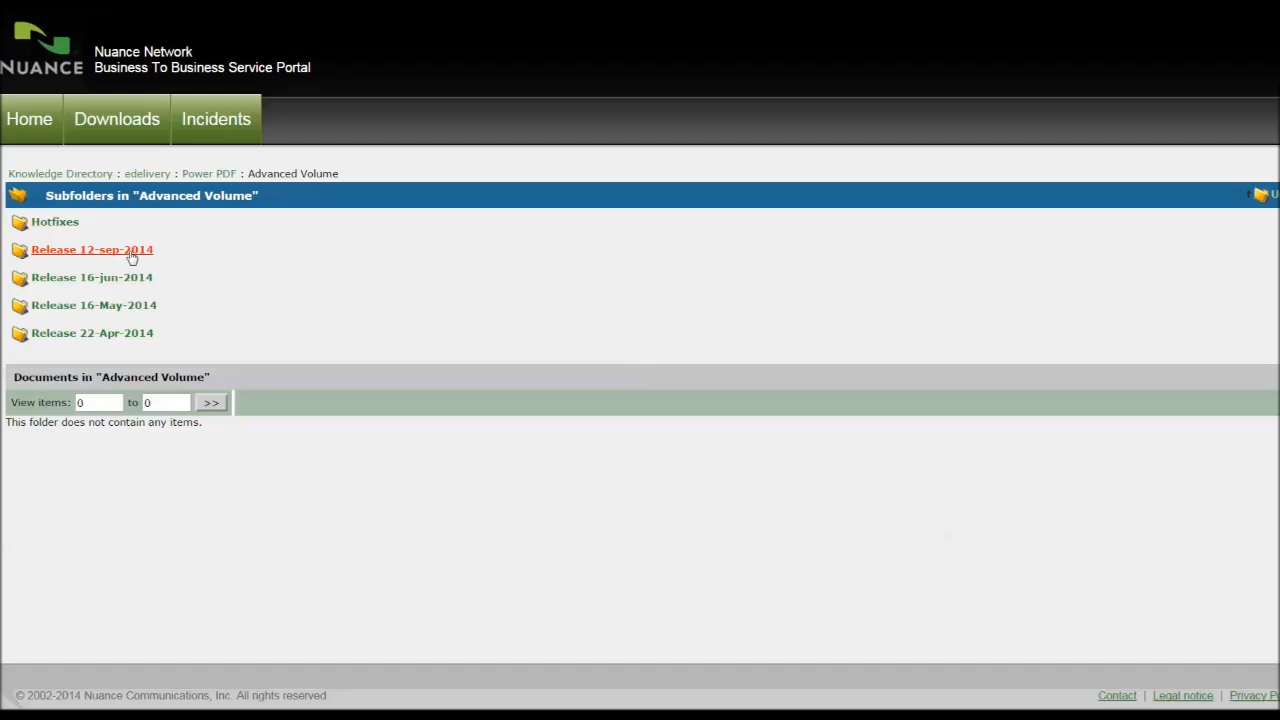 NUANCE
Nuance Network
Business To Business Service Portal
Home Downloads Incidents
Knowledge Directory : edelivery : Power PDF : Advanced Volume
Subfolders in "Advanced Volume"
Hotfixes
Release 12-sep-2014
Release 16-jun-2014
Release 16-May-2014
Release 22-Apr-2014
Documents in "Advanced Volume"
View items: 0 to 0 >>
This folder does not contain any items.
© 2002-2014 Nuance Communications, Inc. All rights reserved
Contact | Legal notice | Privacy